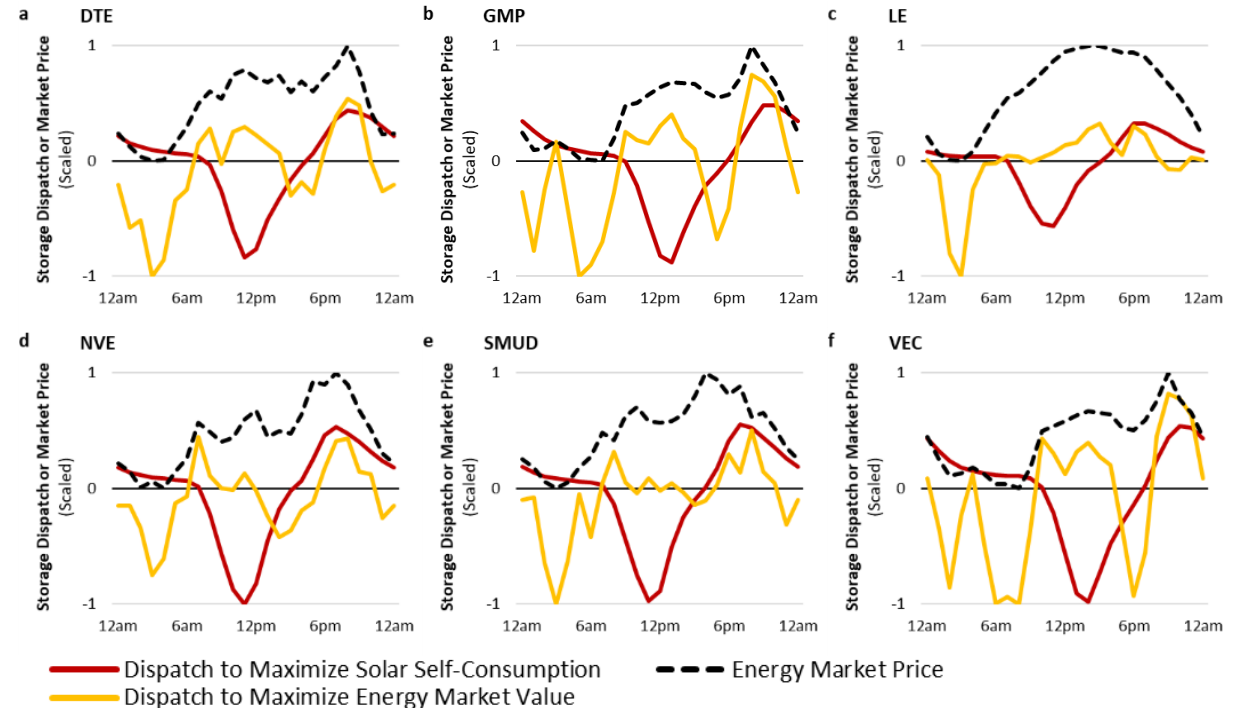 a DTE
Storage Dispatch or Market Price
(Scaled)
1
0
-1
12am 6am 12pm 6pm 12am
b GMP
Storage Dispatch or Market Price
(Scaled)
1
0
-1
12am 6am 12pm 6pm 12am
c LE
Storage Dispatch or Market Price
(Scaled)
1
0
-1
12am 6am 12pm 6pm 12am
d NVE
Storage Dispatch or Market Price
(Scaled)
1
0
-1
12am 6am 12pm 6pm 12am
e SMUD
Storage Dispatch or Market Price
(Scaled)
1
0
-1
12am 6am 12pm 6pm 12am
f VEC
Storage Dispatch or Market Price
(Scaled)
1
0
-1
12am 6am 12pm 6pm 12am
Dispatch to Maximize Solar Self-Consumption
Energy Market Price
Dispatch to Maximize Energy Market Value